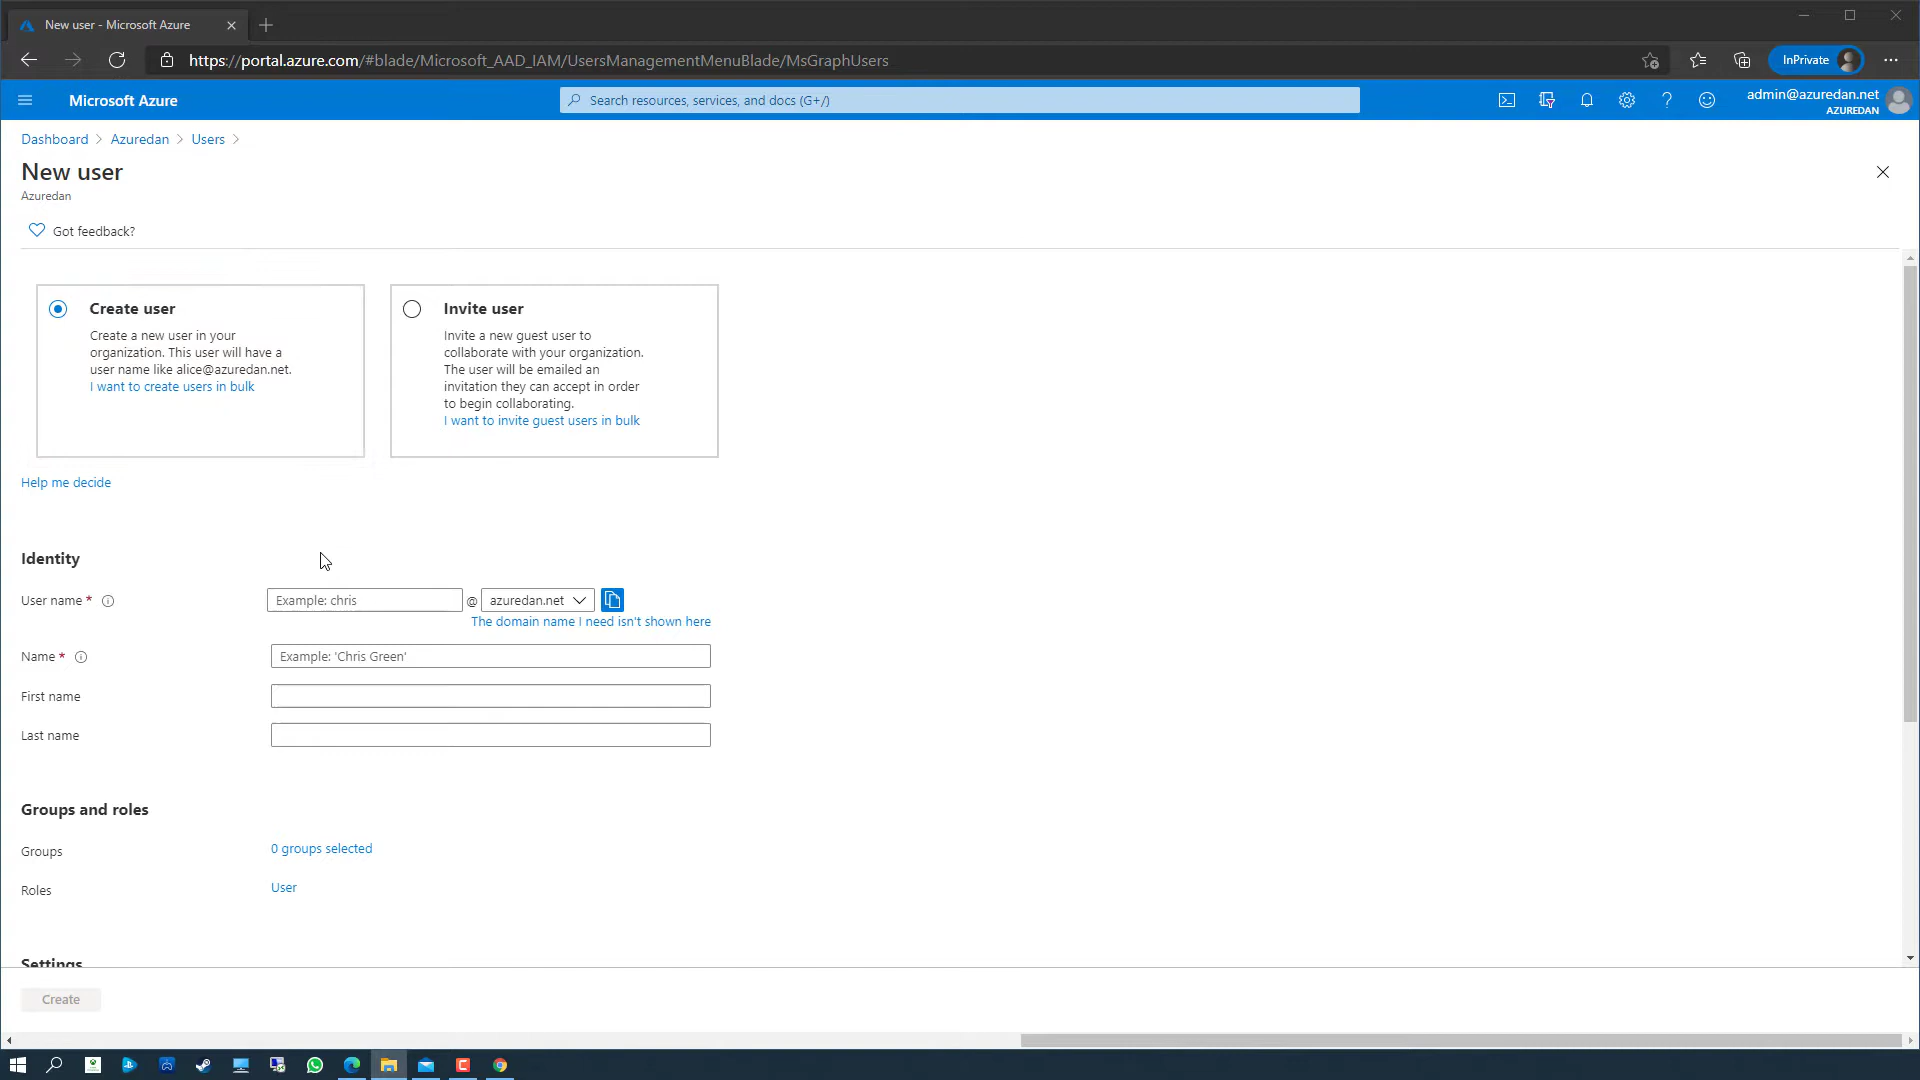 New user - Microsoft Azure
https://portal.azure.com/#blade/Microsoft_AAD_IAM/UsersManagementMenuBlade/MsGraphUsers
InPrivate
Microsoft Azure
Search resources, services, and docs (G+/)
admin@azuredan.net
AZUREDAN
Dashboard > Azuredan > Users >
New user
Azuredan
Got feedback?
Create user
Create a new user in your
organization. This user will have a
user name like alice@azuredan.net.
I want to create users in bulk
Invite user
Invite a new guest user to
collaborate with your organization.
The user will be emailed an
invitation they can accept in order
to begin collaborating.
I want to invite guest users in bulk
Help me decide
Identity
User name *
Example: chris
@
azuredan.net
The domain name I need isn't shown here
Name *
Example: 'Chris Green'
First name
Last name
Groups and roles
Groups
0 groups selected
Roles
User
Settings
Create